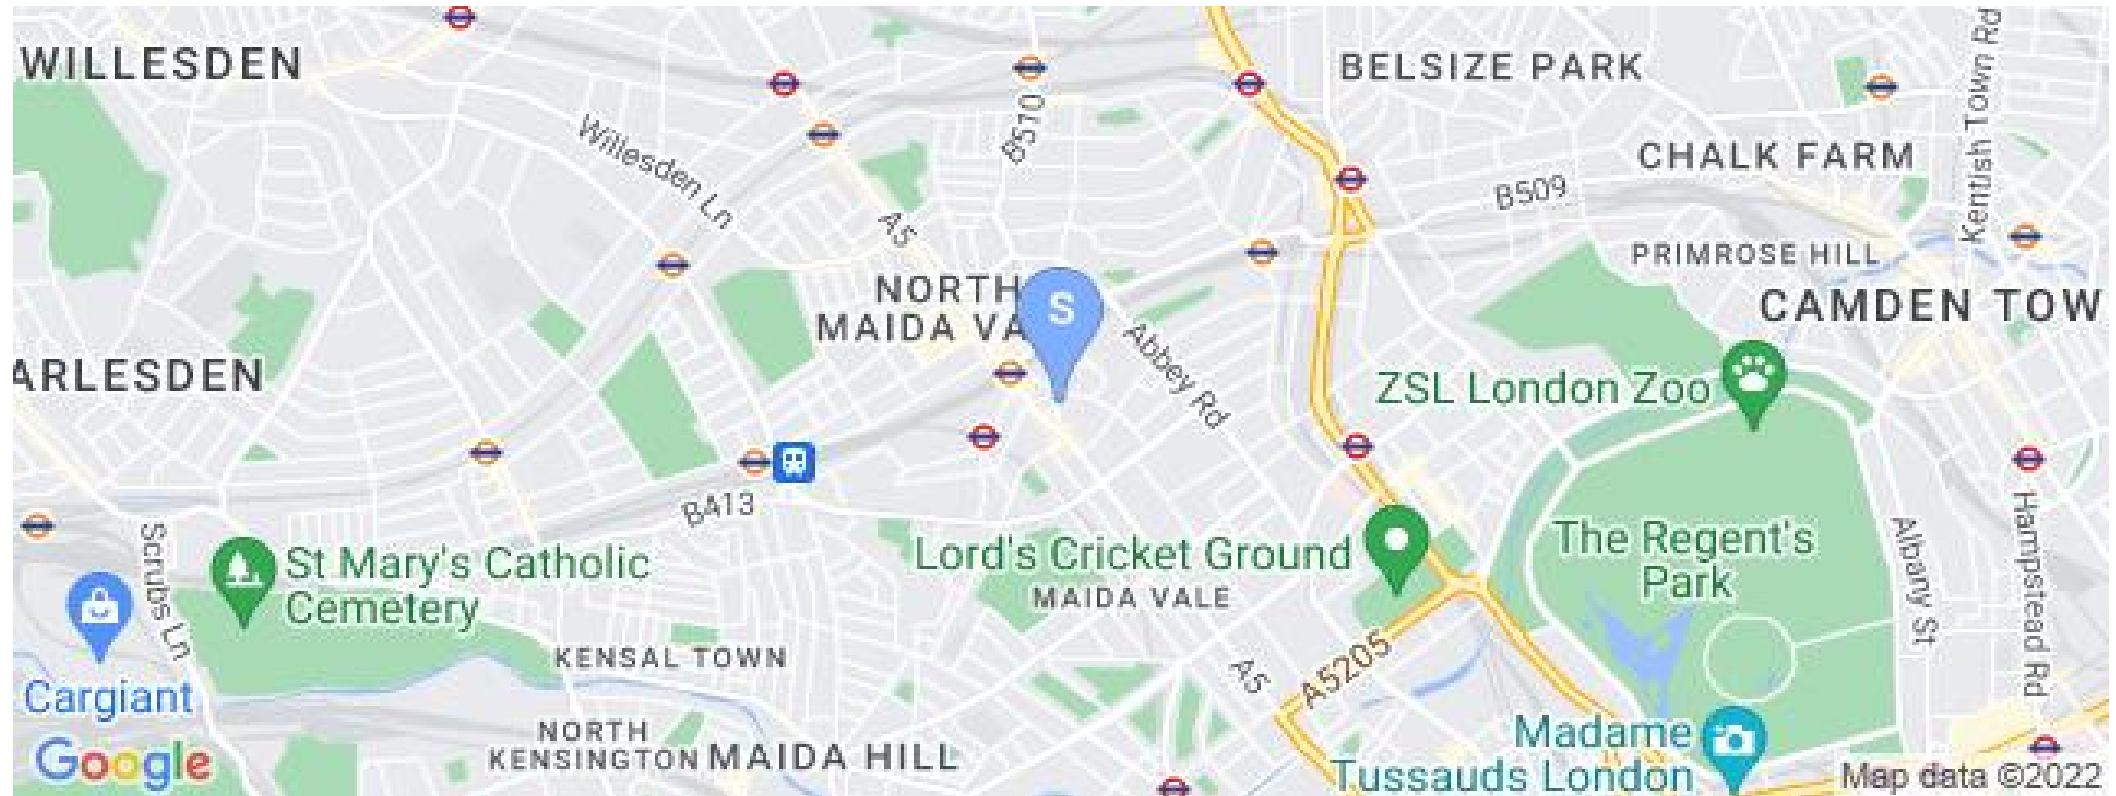 WILLESDEN
BELSIZE PARK
Kentish Town Rd
B510
Willesden Ln
CHALK FARM
B509
A5
PRIMROSE HILL
NORTH
MAIDA VA
S
CAMDEN TOW
Abbey Rd
ARLESDEN
ZSL London Zoo
B413
Scrubs Ln
St Mary's Catholic
Cemetery
Lord's Cricket Ground
MAIDA VALE
The Regent's
Park
Albany St
Hampstead Rd
Cargiant
KENSAL TOWN
A5
A5205
NORTH
KENSINGTON
MAIDA HILL
Madame
Tussauds London
Google
Map data ©2022